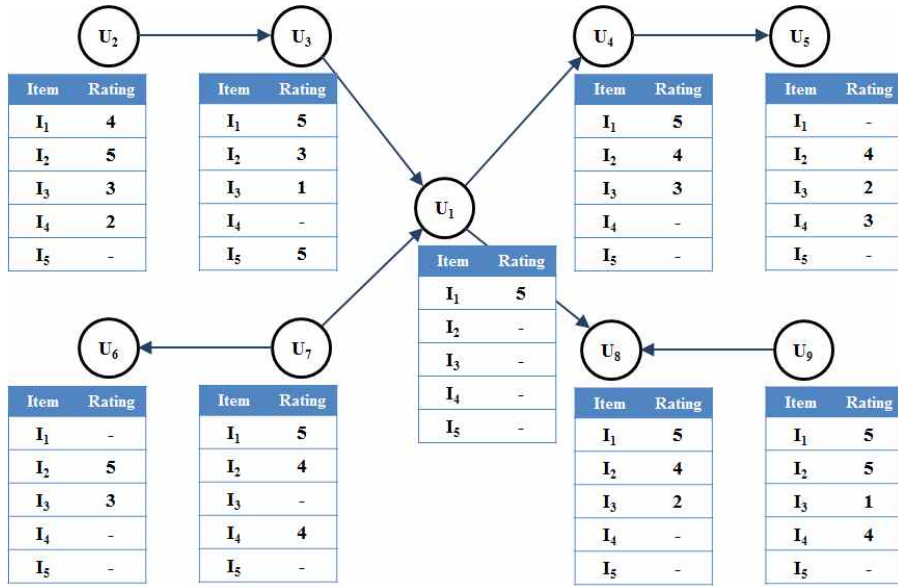 U2 U3 U4 U5
Item Rating
I1 4
I2 5
I3 3
I4 2
I5 -
Item Rating
I1 5
I2 3
I3 1
I4 -
I5 5
Item Rating
I1 5
I2 4
I3 3
I4 -
I5 -
Item Rating
I1 -
I2 4
I3 2
I4 3
I5 -
U1
Item Rating
I1 5
I2 -
I3 -
I4 -
I5 -
U6 U7 U8 U9
Item Rating
I1 -
I2 5
I3 3
I4 -
I5 -
Item Rating
I1 5
I2 4
I3 -
I4 4
I5 -
Item Rating
I1 5
I2 4
I3 2
I4 -
I5 -
Item Rating
I1 5
I2 5
I3 1
I4 4
I5 -